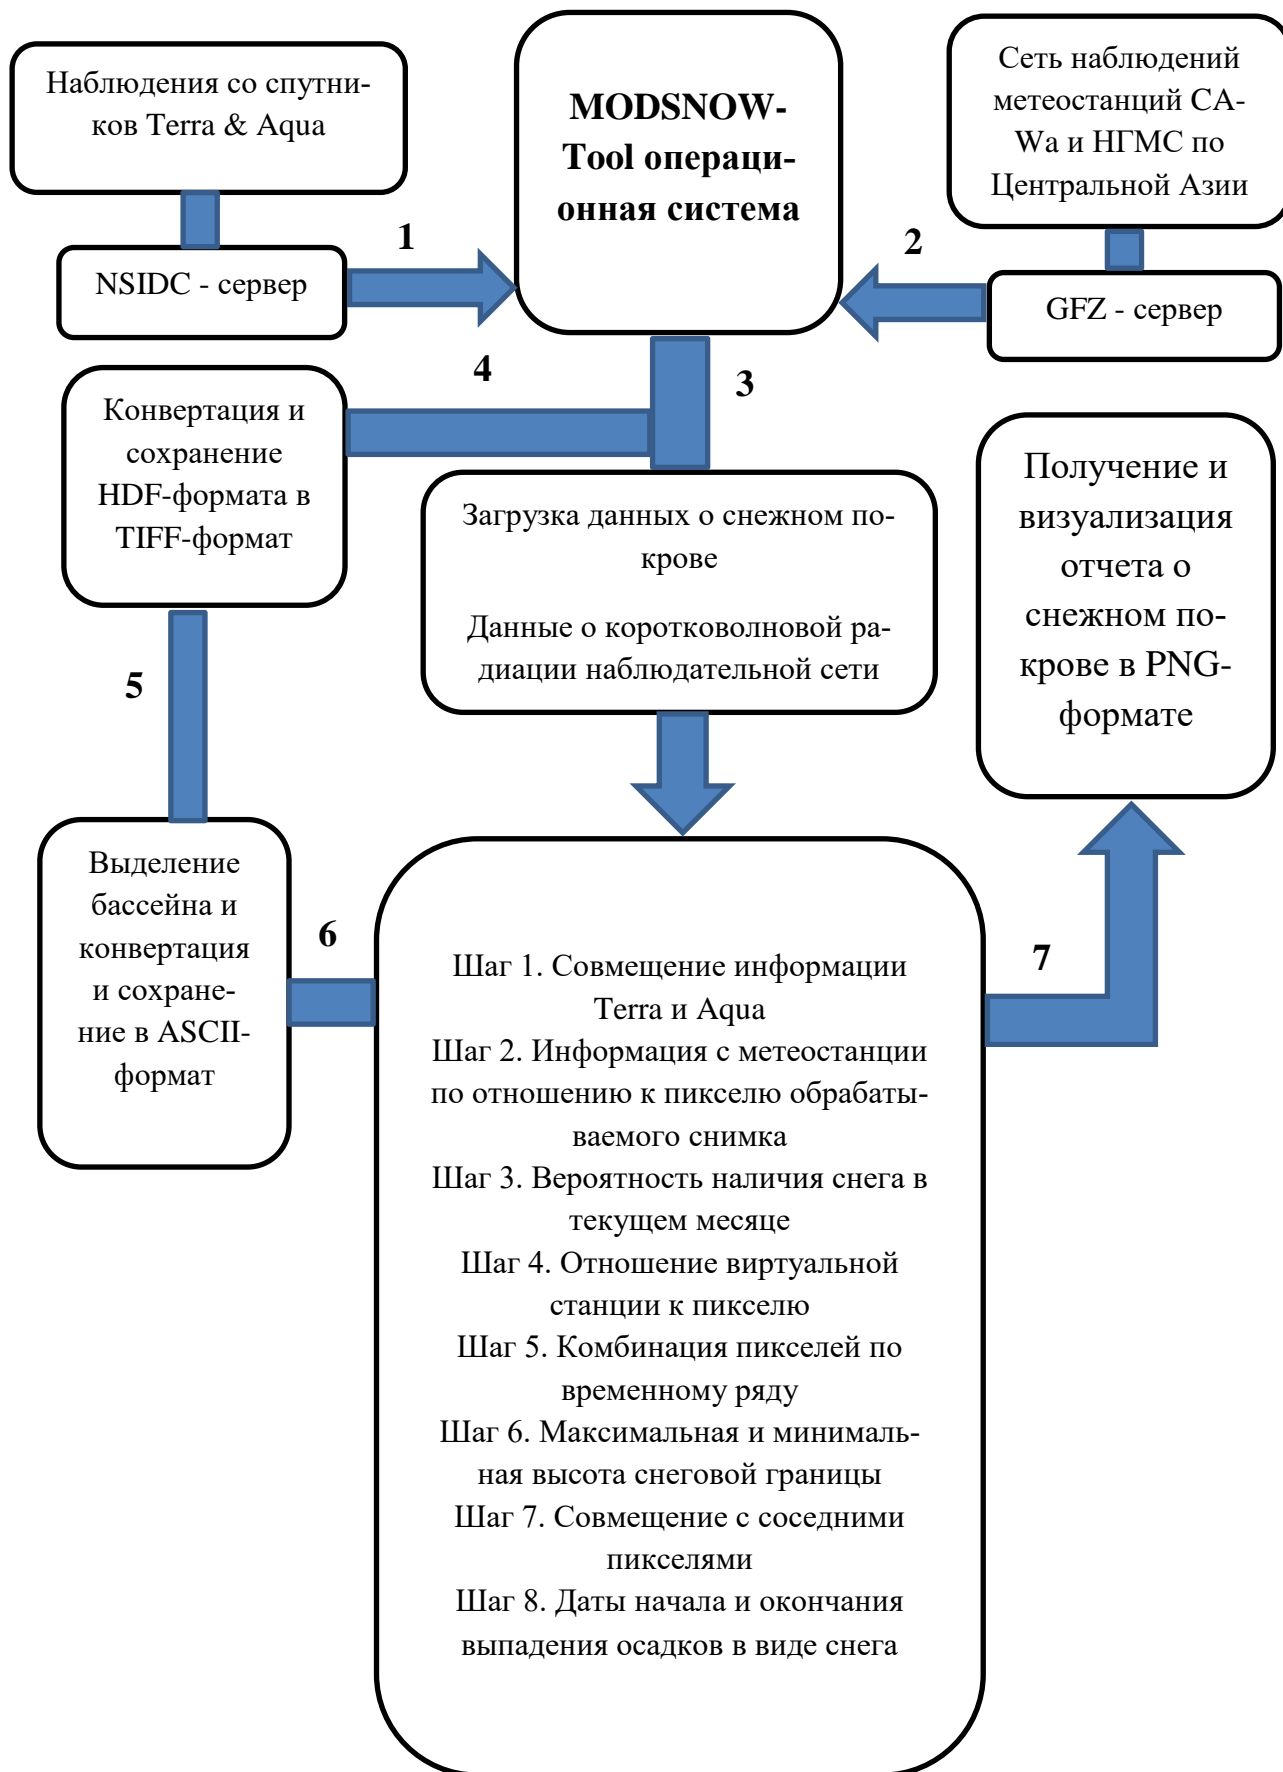 Наблюдения со спутни-
ков Terra & Aqua
NSIDC - сервер
1
MODSNOW-
Tool операци-
онная система
Сеть наблюдений
метеостанций CA-
Wa и НГМС по
Центральной Азии
2
GFZ - сервер
4
3
Конвертация и
сохранение
HDF-формата в
TIFF-формат
Загрузка данных о снежном по-
крове
Данные о коротковолновой ра-
диации наблюдательной сети
Получение и
визуализация
отчета о
снежном по-
крове в PNG-
формате
5
Выделение
бассейна и
конвертация
и сохране-
ние в ASCII-
формат
6
Шаг 1. Совмещение информации
Terra и Aqua
Шаг 2. Информация с метеостанции
по отношению к пикселю обрабаты-
ваемого снимка
Шаг 3. Вероятность наличия снега в
текущем месяце
Шаг 4. Отношение виртуальной
станции к пикселю
Шаг 5. Комбинация пикселей по
временному ряду
Шаг 6. Максимальная и минималь-
ная высота снеговой границы
Шаг 7. Совмещение с соседними
пикселями
Шаг 8. Даты начала и окончания
выпадения осадков в виде снега
7